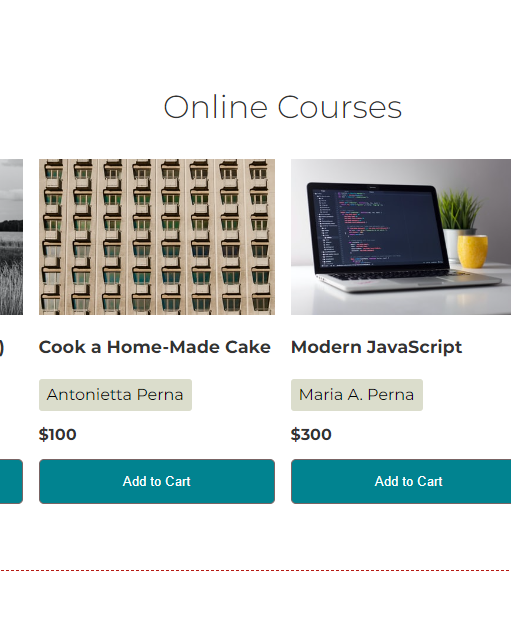 Online Courses
)
Cook a Home-Made Cake
Modern JavaScript
Antonietta Perna
Maria A. Perna
$100
$300
Add to Cart
Add to Cart